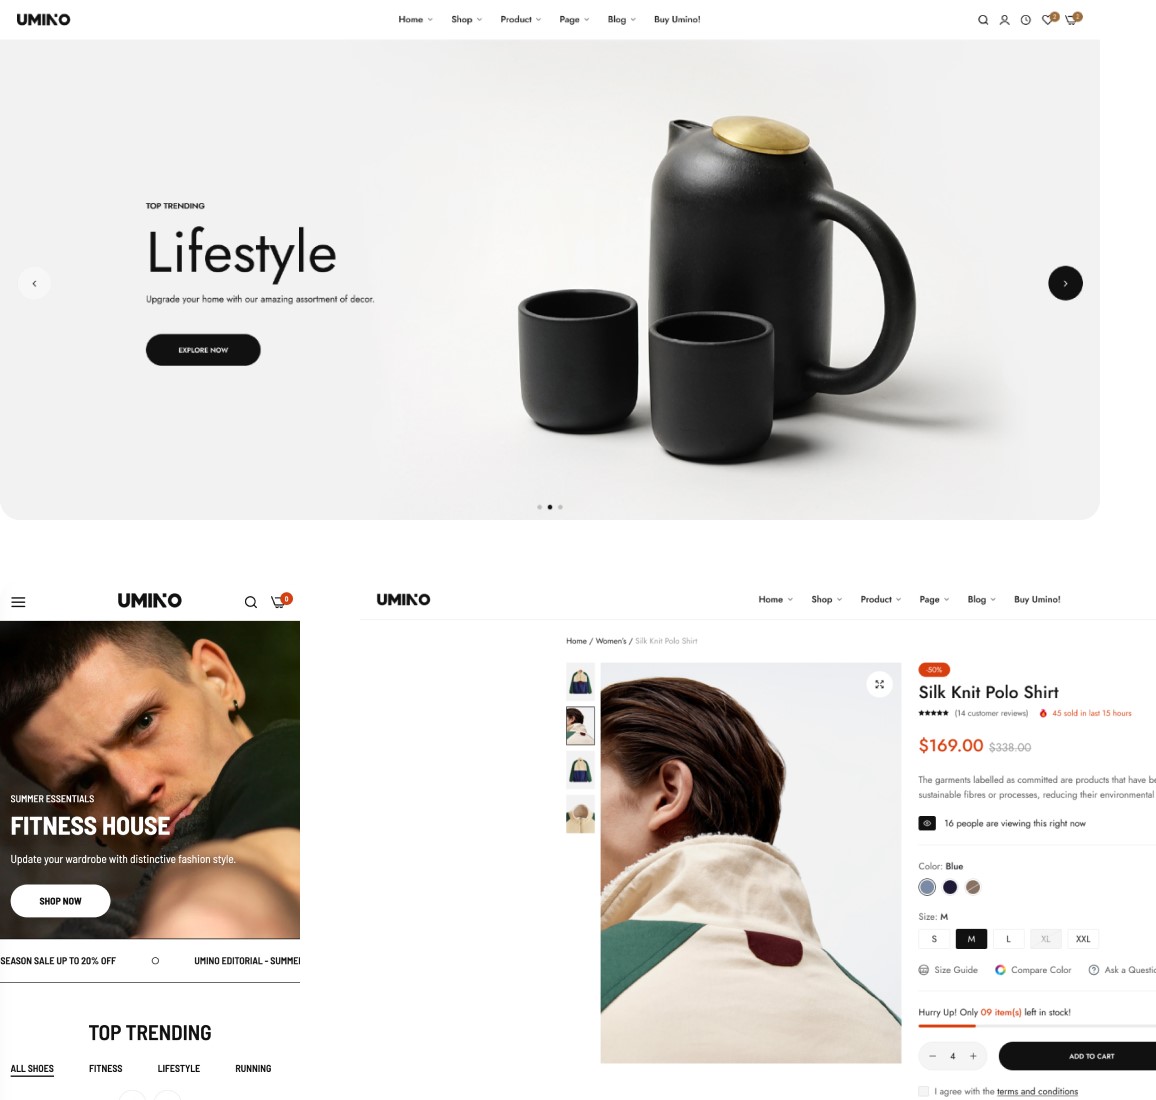 UMINO
Home Shop Product Page Blog Buy Umino!
2
TOP TRENDING
Lifestyle
Upgrade your home with our amazing assortment of decor.
EXPLORE NOW
UMINO
0
SUMMER ESSENTIALS
FITNESS HOUSE
Update your wardrobe with distinctive fashion style.
SHOP NOW
SEASON SALE UP TO 20% OFF
UMINO EDITORIAL - SUMME
TOP TRENDING
ALL SHOES FITNESS LIFESTYLE RUNNING
UMINO
Home Shop Product Page Blog Buy Umino!
Home / Women's / Silk Knit Polo Shirt
-50%
Silk Knit Polo Shirt
(14 customer reviews) 45 sold in last 15 hours
$169.00 $338.00
The garments labelled as committed are products that have be
sustainable fibres or processes, reducing their environmental
16 people are viewing this right now
Color: Blue
Size: M
S M L XL XXL
Size Guide Compare Color Ask a Questi
Hurry Up! Only 09 item(s) left in stock!
− 4 + ADD TO CART
I agree with the terms and conditions